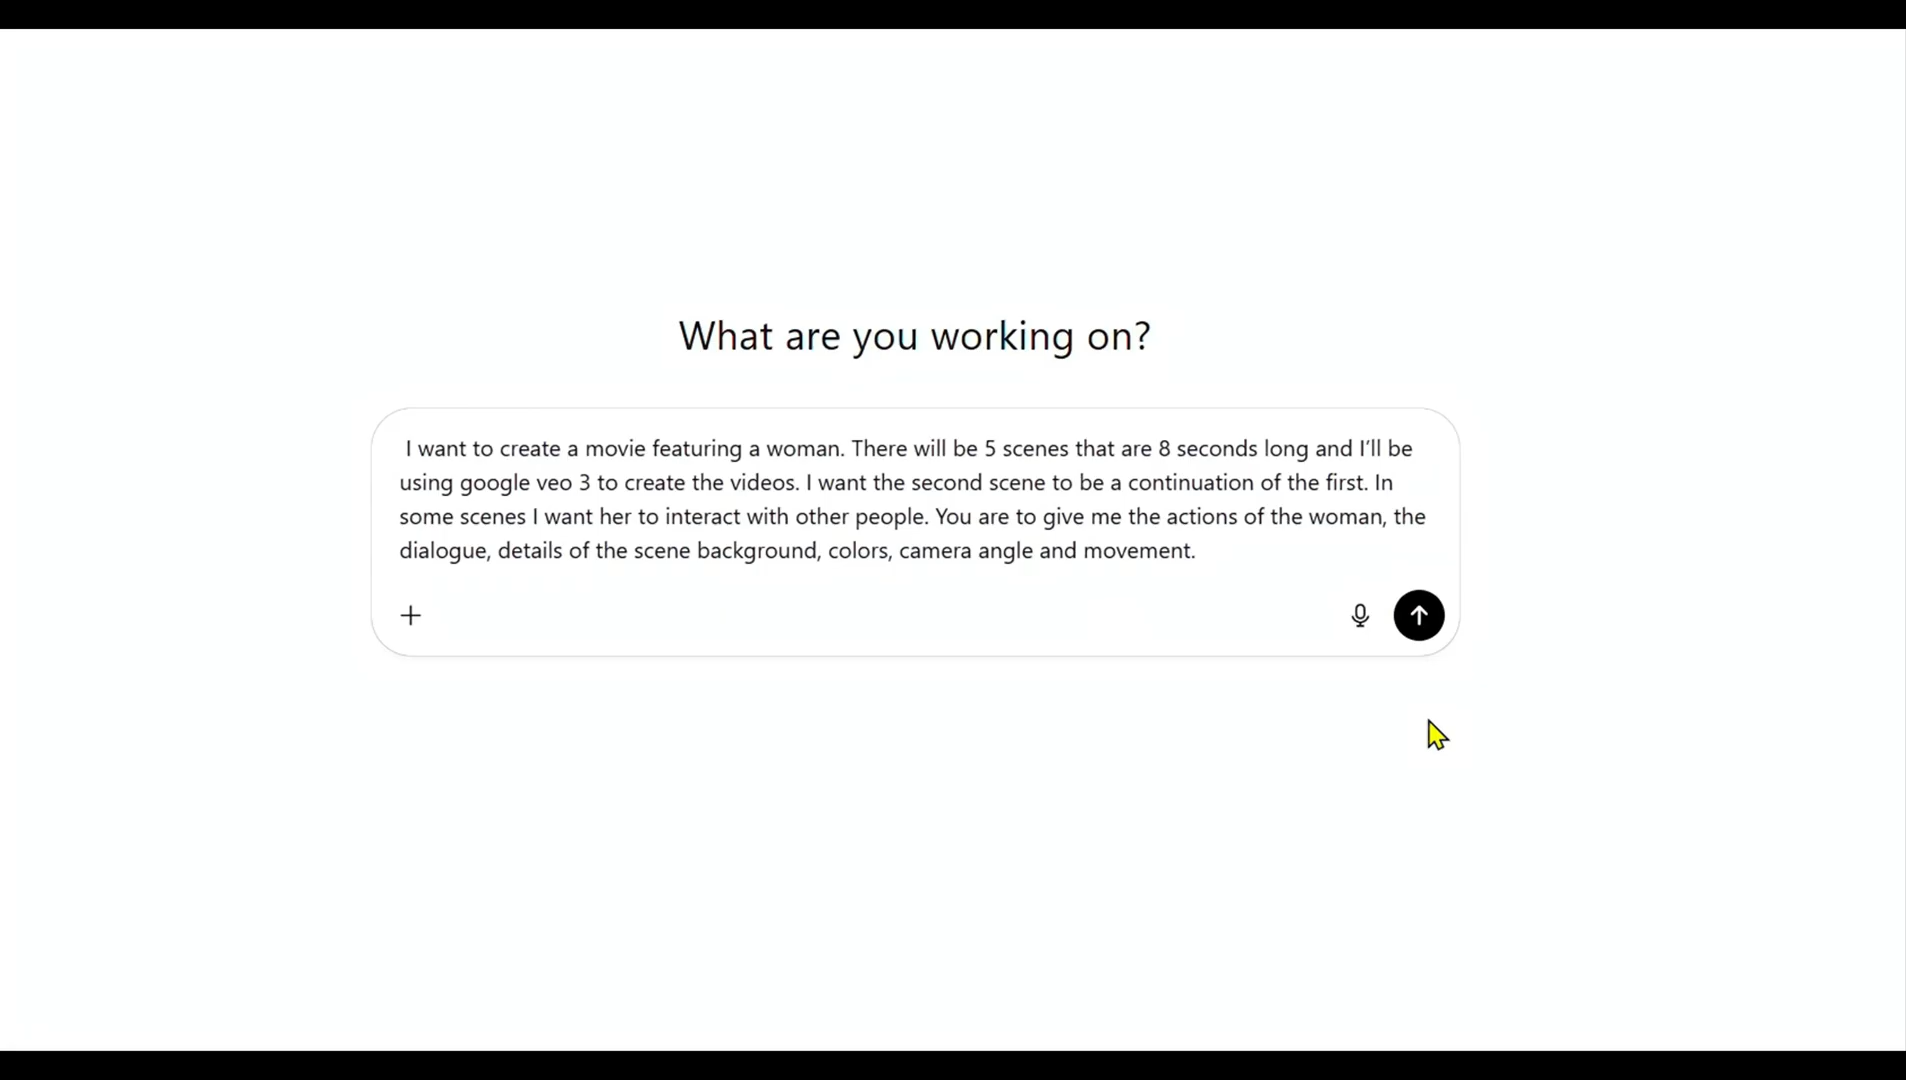 What are you working on?
I want to create a movie featuring a woman. There will be 5 scenes that are 8 seconds long and I’ll be
using google veo 3 to create the videos. I want the second scene to be a continuation of the first. In
some scenes I want her to interact with other people. You are to give me the actions of the woman, the
dialogue, details of the scene background, colors, camera angle and movement.